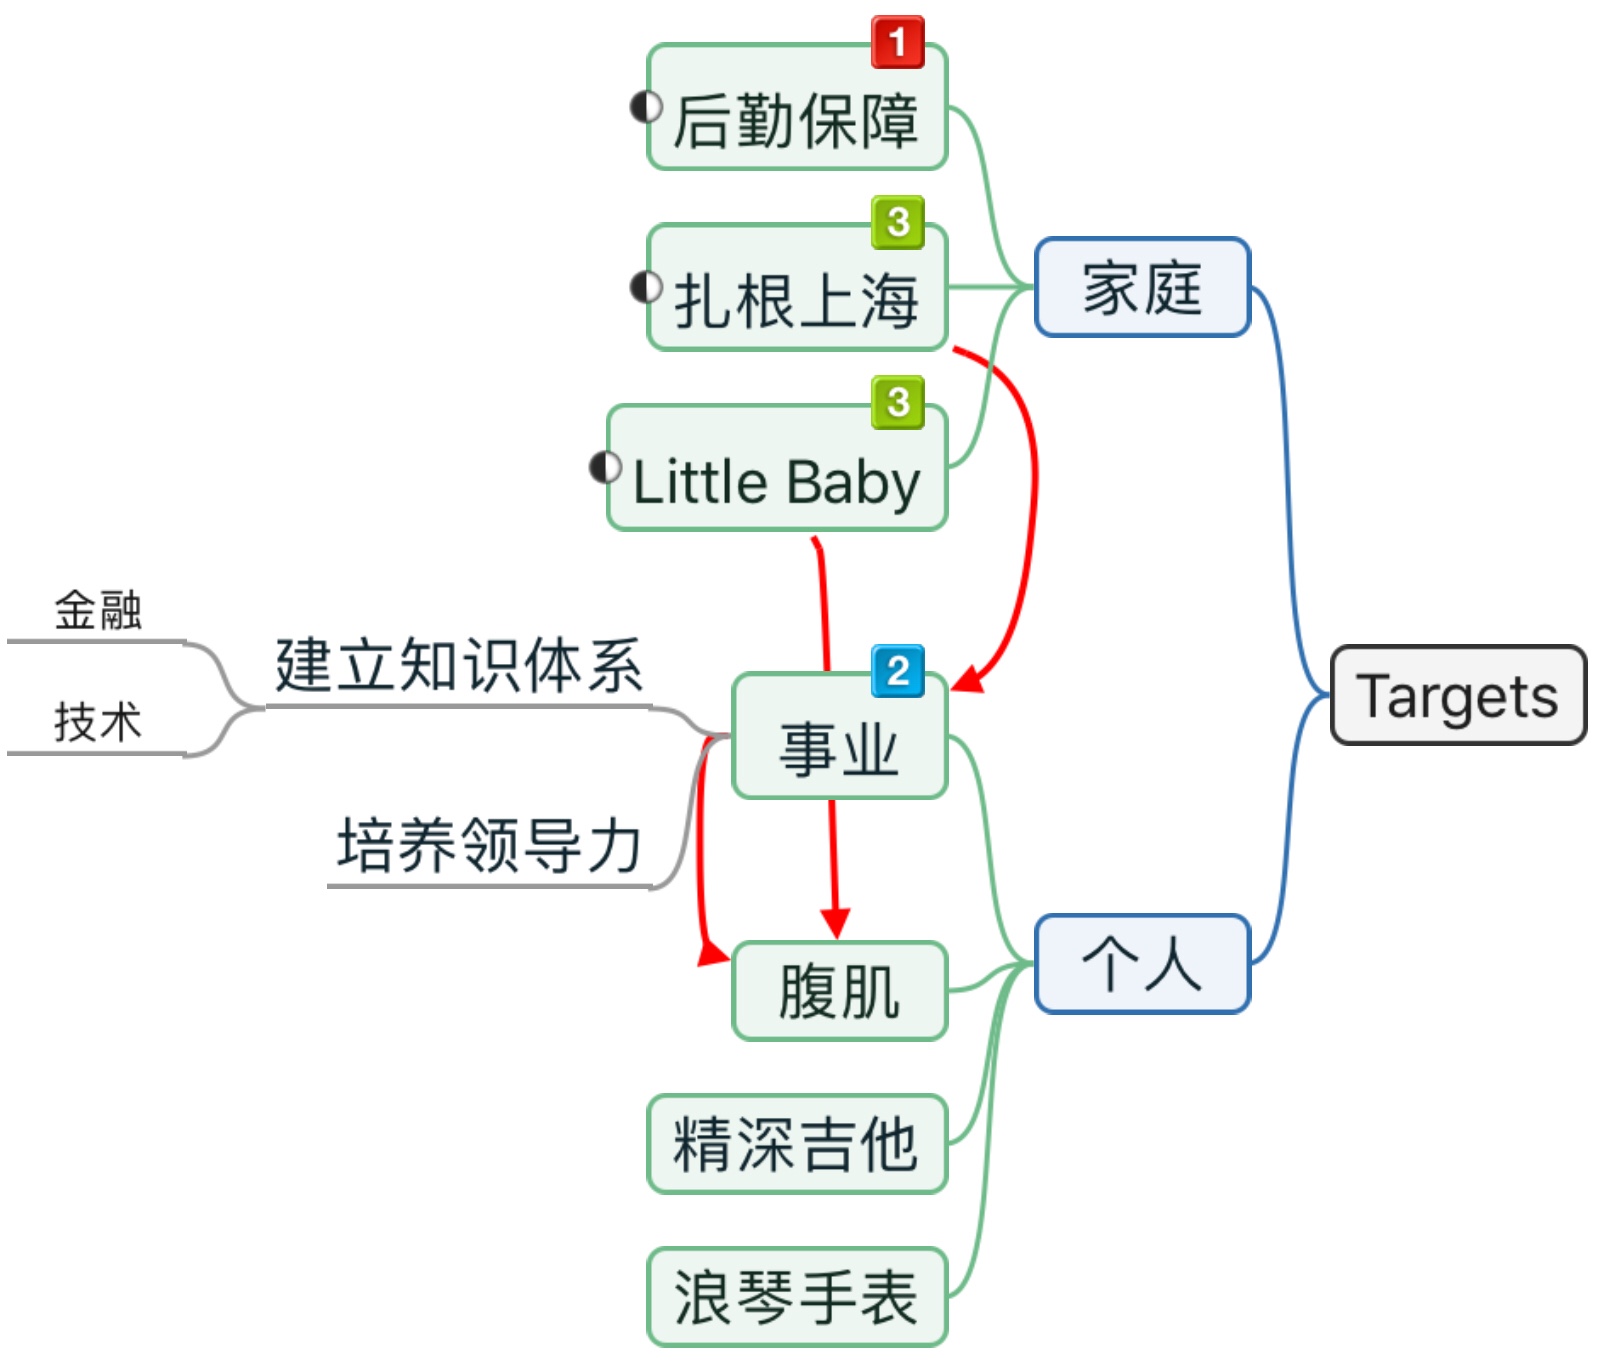 1
后勤保障
3
扎根上海
家庭
3
Little Baby
金融
建立知识体系
技术
2
事业
Targets
培养领导力
个人
腹肌
精深吉他
浪琴手表